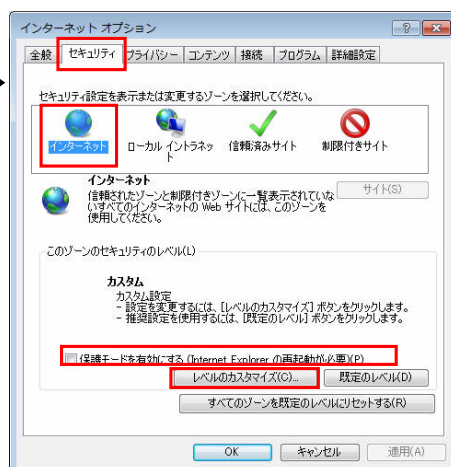 インターネット オプション
全般 セキュリティ プライバシー コンテンツ 接続 プログラム 詳細設定
セキュリティ設定を表示または変更するゾーンを選択してください。
インターネット ローカル イントラネッ 信頼済みサイト 制限付きサイト
ト
インターネット
信頼されたゾーンと制限付きゾーンに一覧表示されていな
いすべてのインターネットの Web サイトには、このゾーンを
使用してください。
サイト(S)
このゾーンのセキュリティのレベル(L)
カスタム
カスタム設定
- 設定を変更するには、[レベルのカスタマイズ] ボタンをクリックします。
- 推奨設定を使用するには、[既定のレベル] ボタンをクリックします。
保護モードを有効にする (Internet Explorer の再起動が必要)(P)
レベルのカスタマイズ(C)... 既定のレベル(D)
すべてのゾーンを既定のレベルにリセットする(R)
OK キャンセル 適用(A)